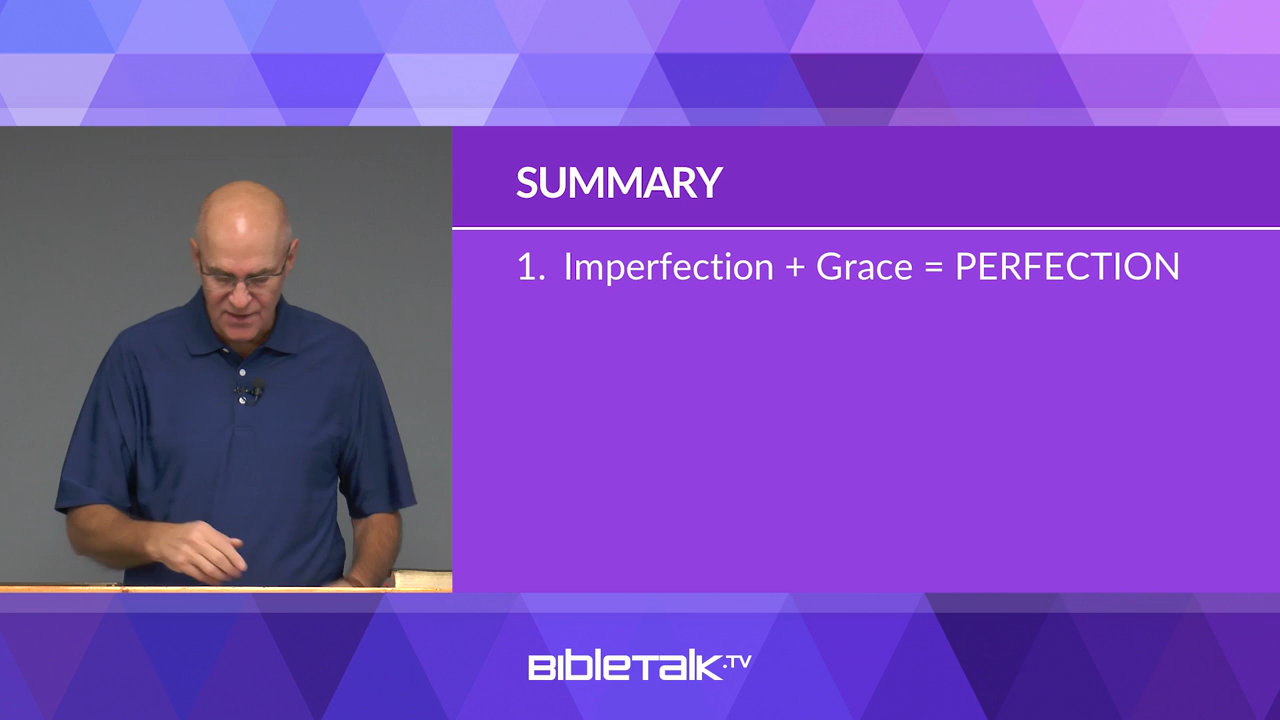 SUMMARY
1. Imperfection + Grace = PERFECTION
BibleTalk.TV